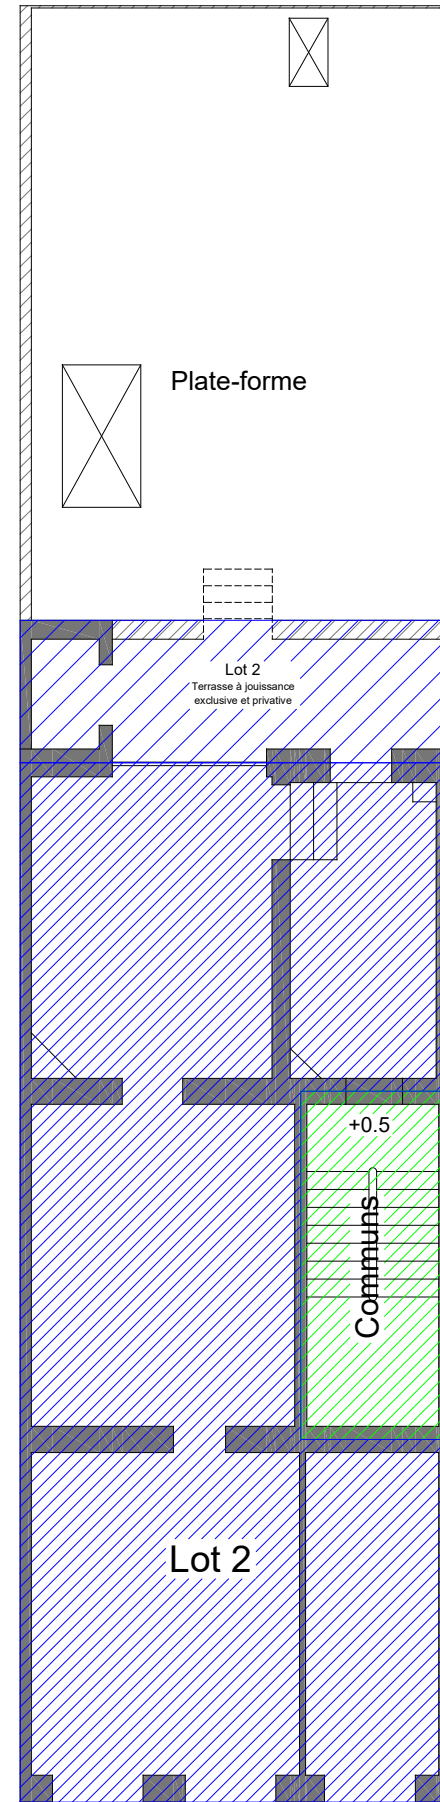 Plate-forme
Lot 2
Terrasse à jouissance
exclusive et privative
+0.5
Communs
Lot 2